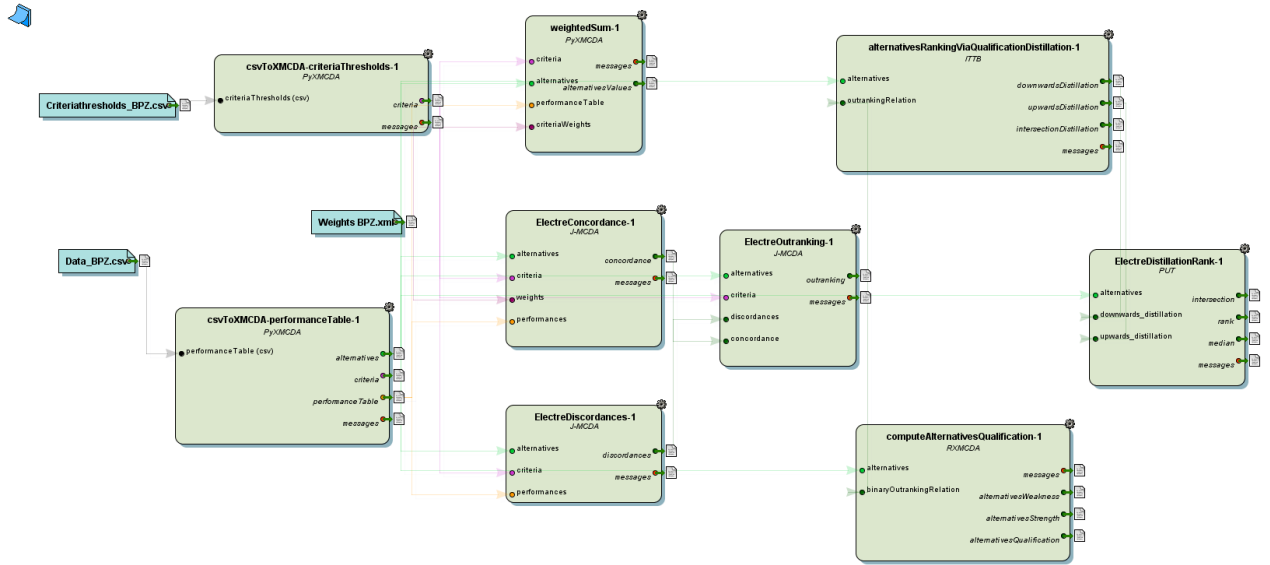 weightedSum-1
PyXMCDA
criteria
messages
alternatives
alternativesValues
performanceTable
criteriaWeights
csvToXMCDA-criteriaThresholds-1
PyXMCDA
criteriaThresholds (csv)
criteria
messages
Criteriathresholds_BPZ.csv
alternativesRankingViaQualificationDistillation-1
ITTB
alternatives
downwardsDistillation
outrankingRelation
upwardsDistillation
intersectionDistillation
messages
Weights BPZ.xml
Data_BPZ.csv
ElectreConcordance-1
J-MCDA
alternatives
concordance
criteria
messages
weights
performances
ElectreOutranking-1
J-MCDA
alternatives
outranking
criteria
messages
discordances
concordance
ElectreDistillationRank-1
PUT
alternatives
intersection
downwards_distillation
rank
upwards_distillation
median
messages
csvToXMCDA-performanceTable-1
PyXMCDA
performanceTable (csv)
alternatives
criteria
performanceTable
messages
ElectreDiscordances-1
J-MCDA
alternatives
discordances
criteria
messages
performances
computeAlternativesQualification-1
RXMCDA
alternatives
messages
binaryOutrankingRelation
alternativesWeakness
alternativesStrength
alternativesQualification